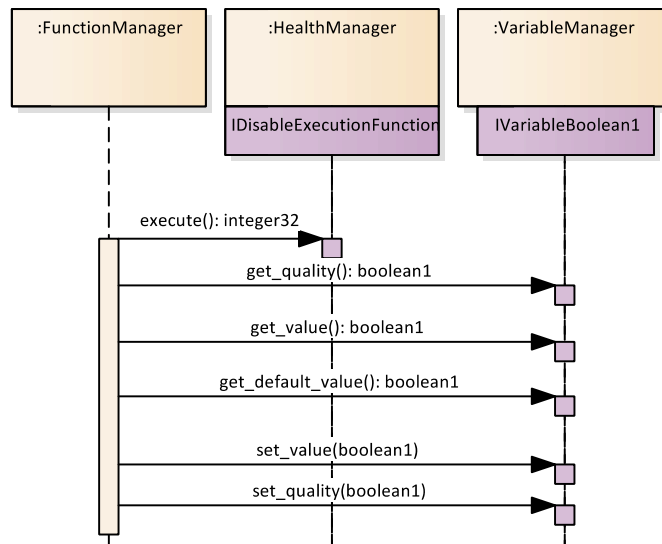 :FunctionManager
:HealthManager
:VariableManager
IDisableExecutionFunction
IVariableBoolean1
execute(): integer32
get_quality(): boolean1
get_value(): boolean1
get_default_value(): boolean1
set_value(boolean1)
set_quality(boolean1)